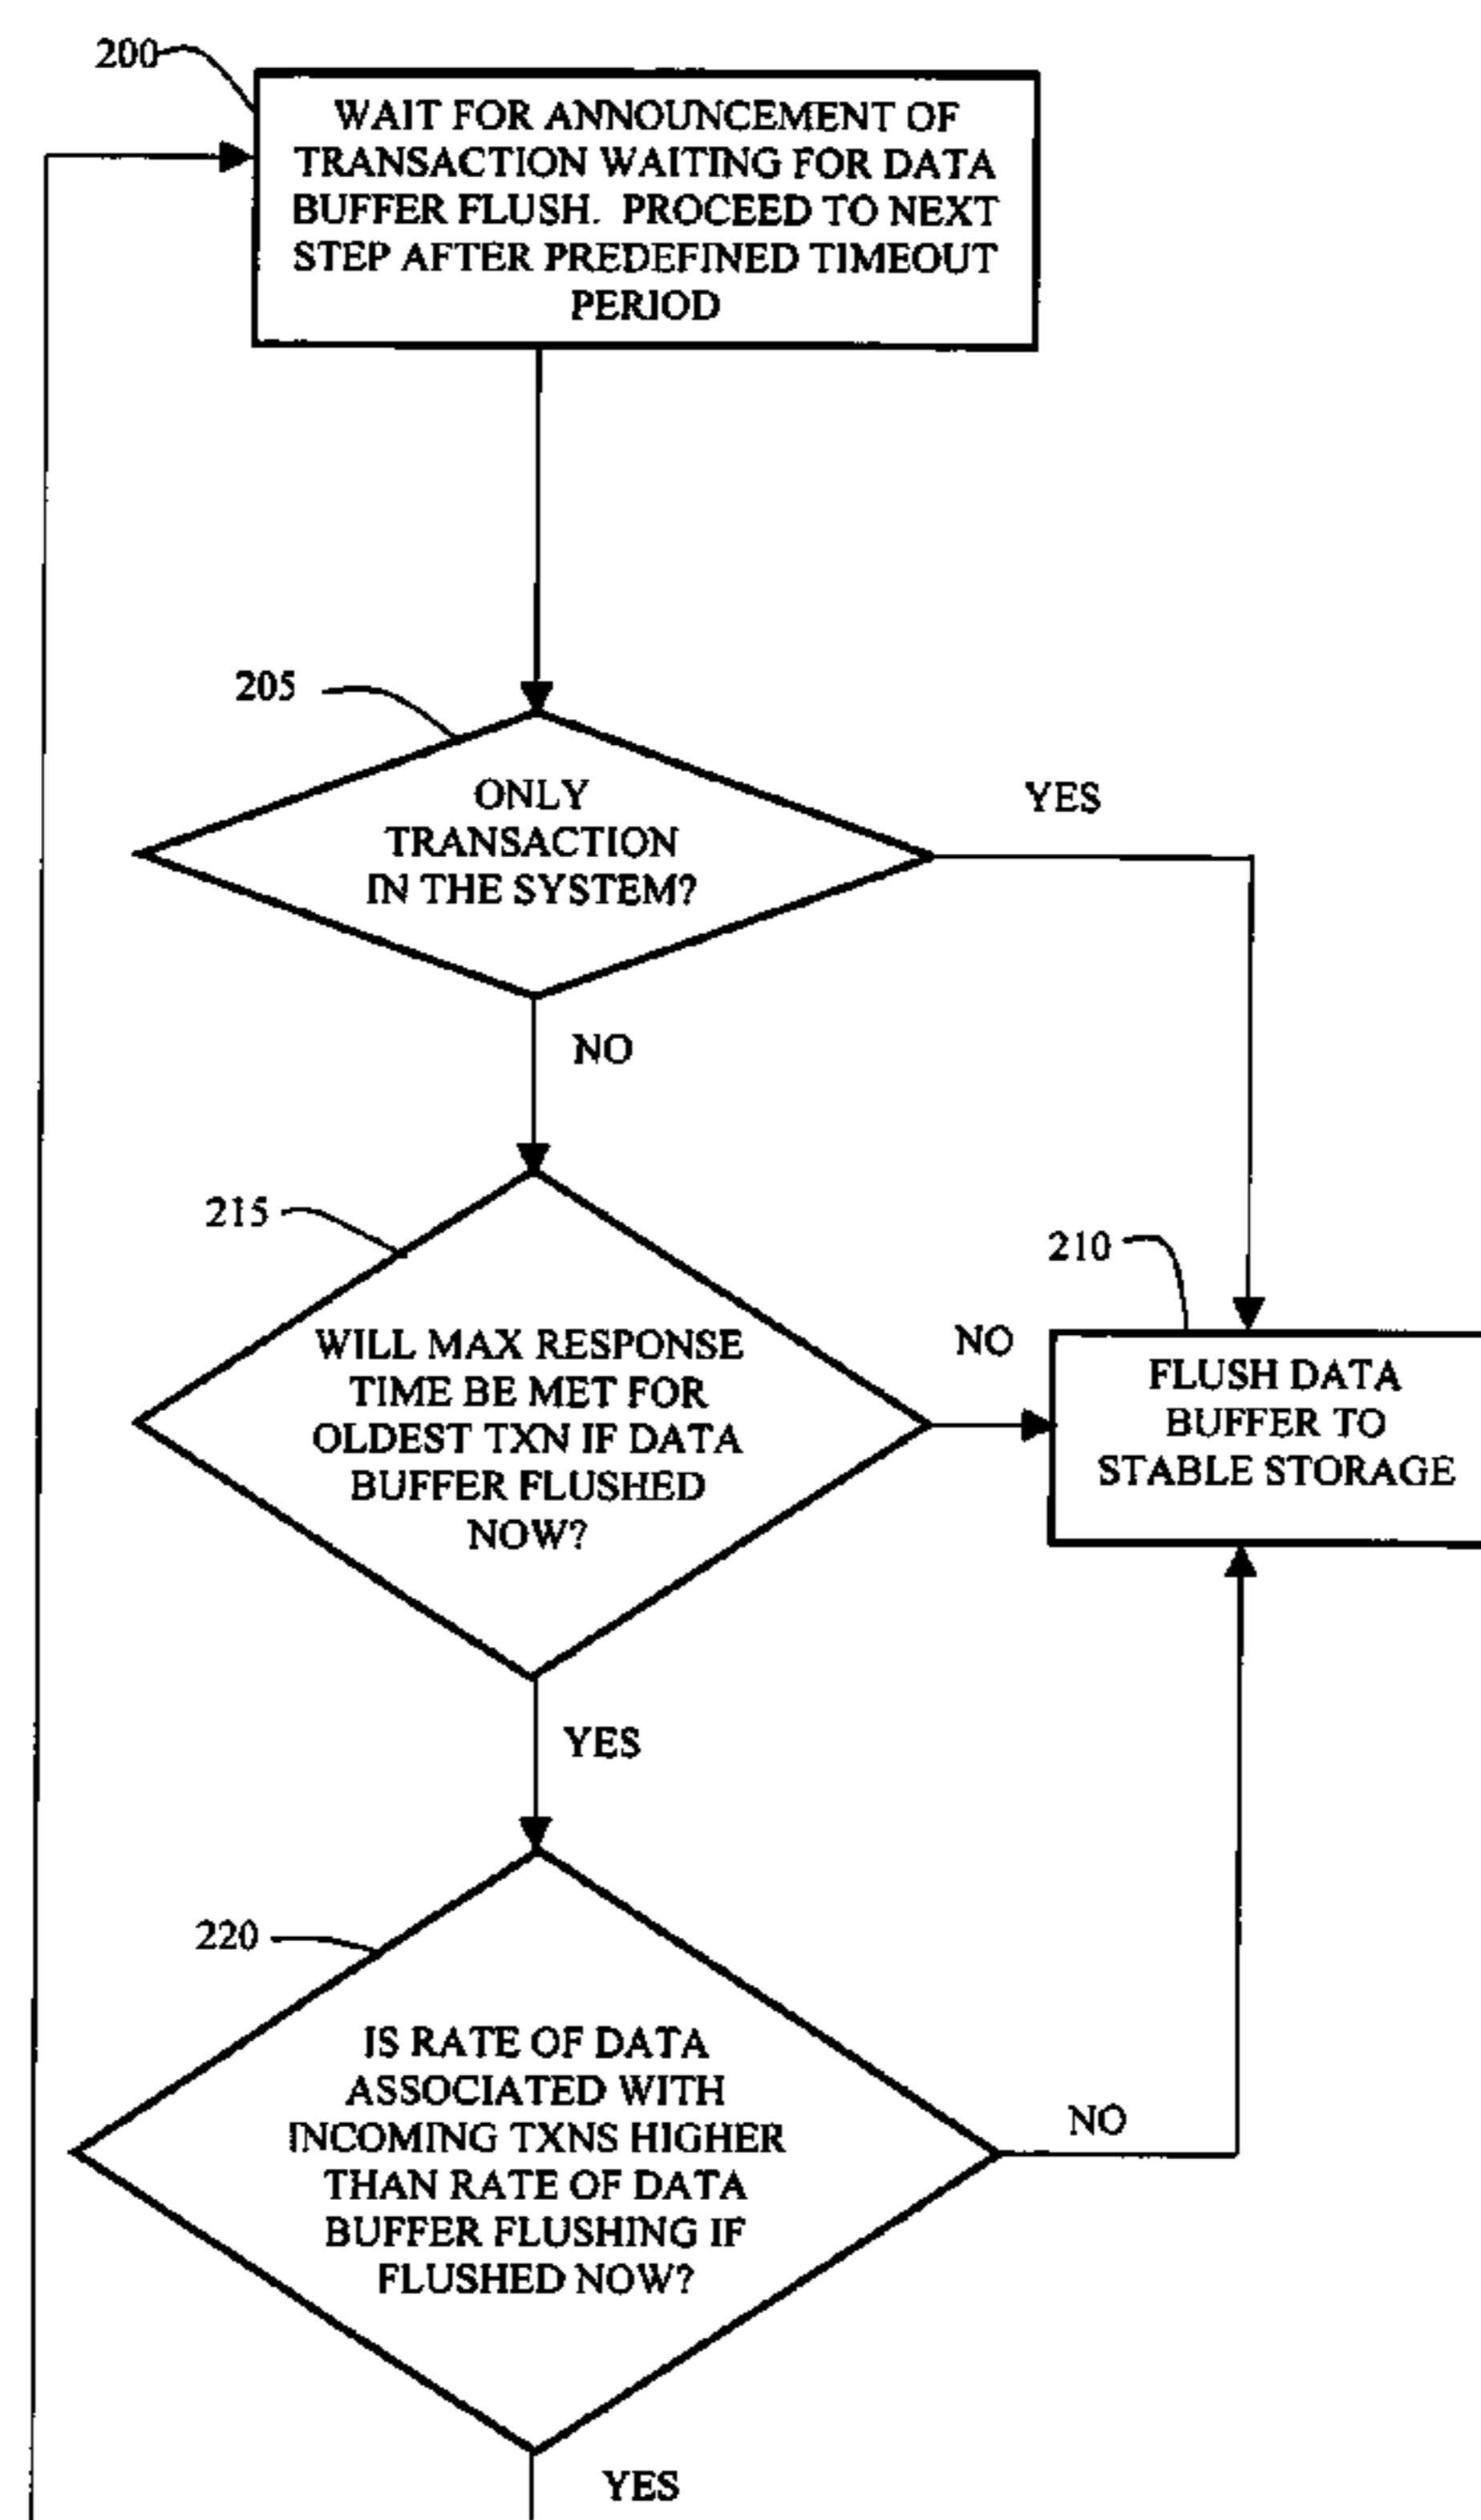 200
WAIT FOR ANNOUNCEMENT OF
TRANSACTION WAITING FOR DATA
BUFFER FLUSH. PROCEED TO NEXT
STEP AFTER PREDEFINED TIMEOUT
PERIOD
205
ONLY
TRANSACTION
IN THE SYSTEM?
YES
NO
215
WILL MAX RESPONSE
TIME BE MET FOR
OLDEST TXN IF DATA
BUFFER FLUSHED
NOW?
NO
210
FLUSH DATA
BUFFER TO
STABLE STORAGE
YES
220
IS RATE OF DATA
ASSOCIATED WITH
INCOMING TXNS HIGHER
THAN RATE OF DATA
BUFFER FLUSHING IF
FLUSHED NOW?
NO
YES